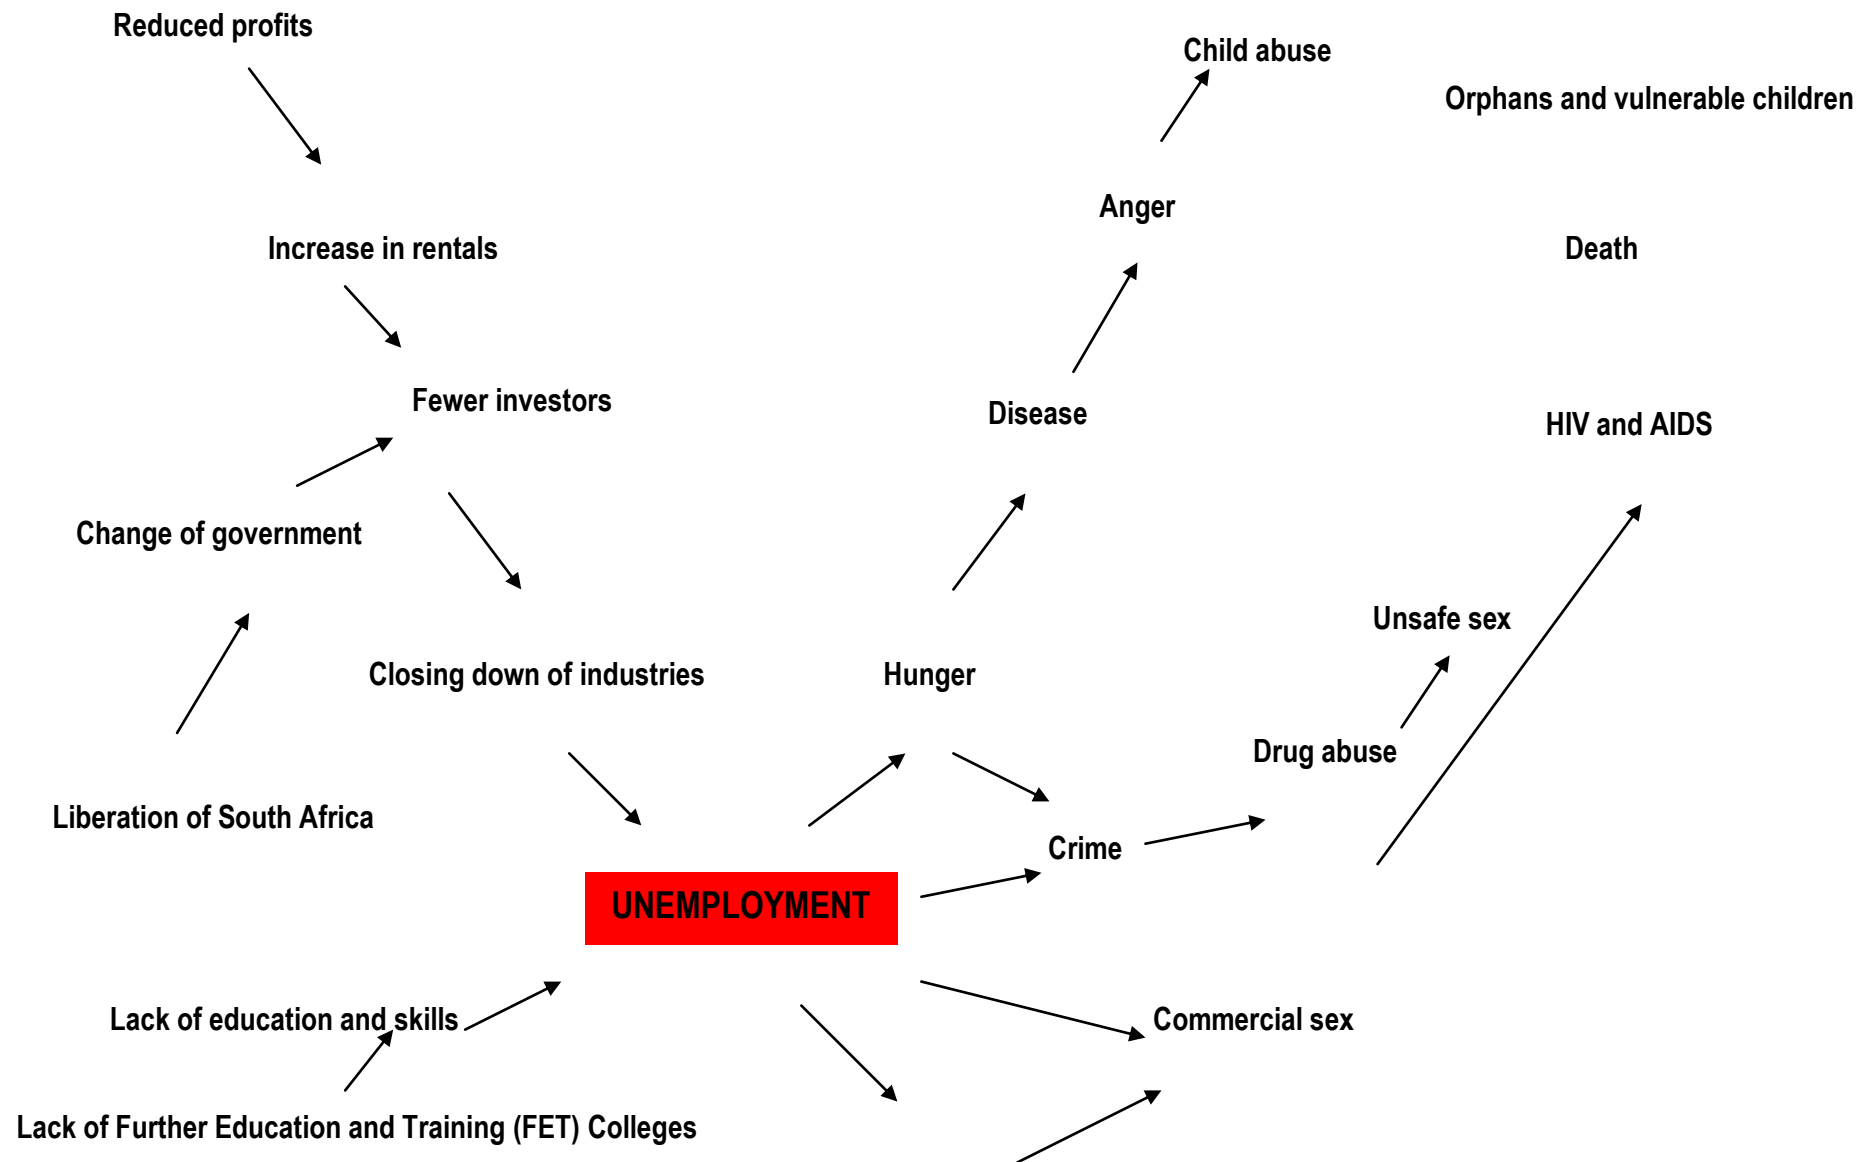 Reduced profits
Child abuse
Orphans and vulnerable children
Anger
Increase in rentals
Death
Fewer investors
Disease
HIV and AIDS
Change of government
Unsafe sex
Closing down of industries
Hunger
Drug abuse
Liberation of South Africa
Crime
UNEMPLOYMENT
Lack of education and skills
Commercial sex
Lack of Further Education and Training (FET) Colleges